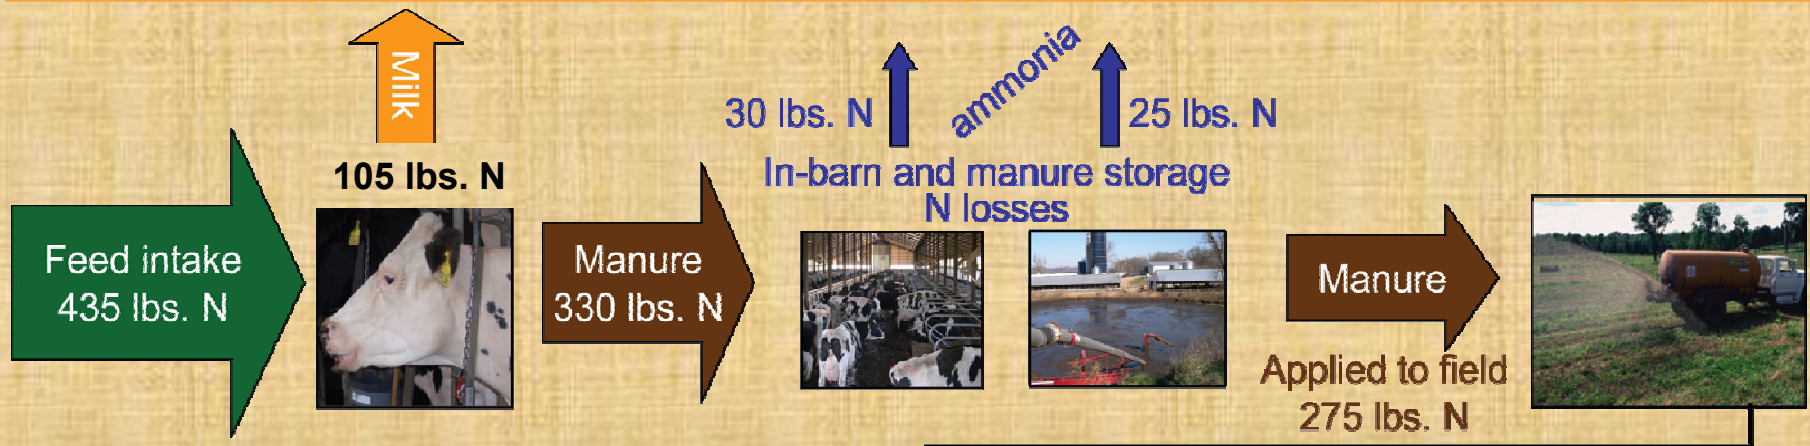 Milk
105 lbs. N
Feed intake
435 lbs. N
Manure
330 lbs. N
30 lbs. N
ammonia
25 lbs. N
In-barn and manure storage
N losses
Manure
Applied to field
275 lbs. N